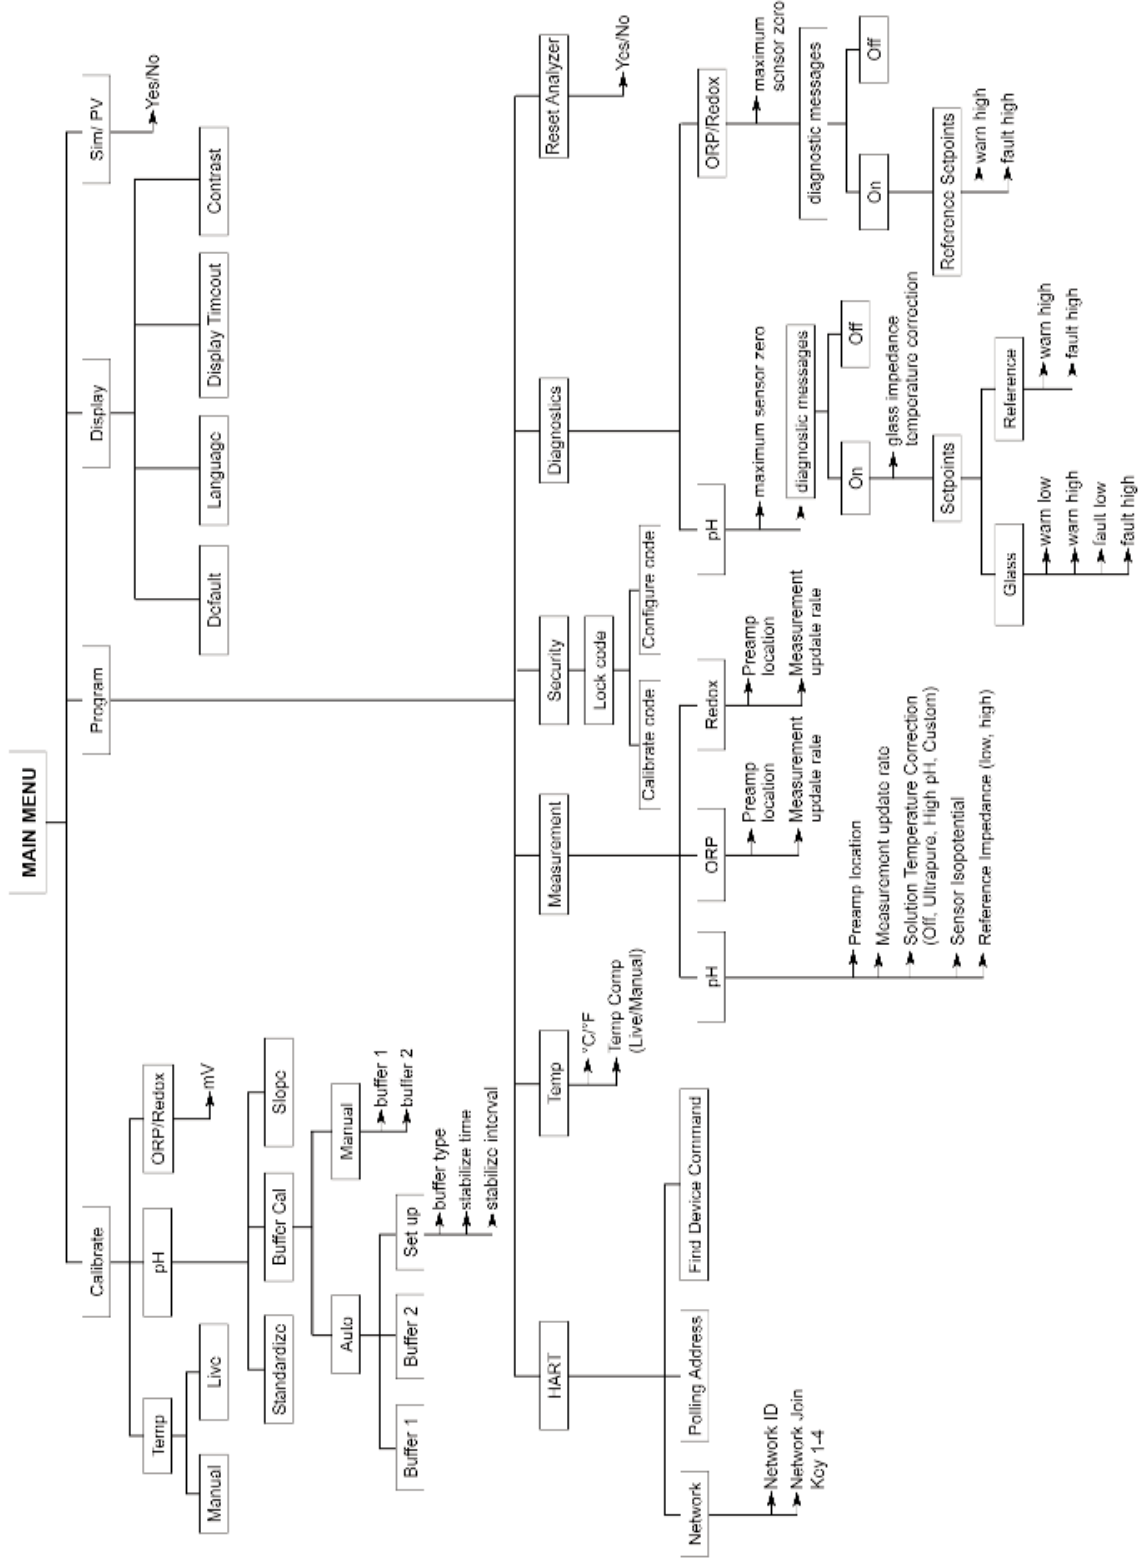 MAIN MENU
Calibrate
Program
Display
Sim/ PV
Yes/No
Temp
pH
ORP/Redox
mV
Manual
Live
Standardize
Buffer Cal
Slope
Auto
Manual
buffer 1
buffer 2
Buffer 1
Buffer 2
Set up
buffer type
stabilize time
stabilize interval
Default
Language
Display Timeout
Contrast
HART
Temp
Measurement
Security
Diagnostics
Reset Analyzer
Yes/No
°C/°F
Temp Comp
(Live/Manual)
Lock code
Calibrate code
Configure code
Network
Polling Address
Find Device Command
Network ID
Network Join
Key 1-4
pH
ORP
Redox
Preamp location
Measurement update rate
Solution Temperature Correction
(Off, Ultrapure, High pH, Custom)
Sensor Isopotential
Reference Impedance (low, high)
Preamp
location
Measurement
update rate
Preamp
location
Measurement
update rate
pH
maximum sensor zero
diagnostic messages
On
Off
glass impedance
temperature correction
Setpoints
Glass
Reference
warn low
warn high
fault low
fault high
warn high
fault high
ORP/Redox
maximum
sensor zero
diagnostic messages
On
Off
Reference Setpoints
warn high
fault high